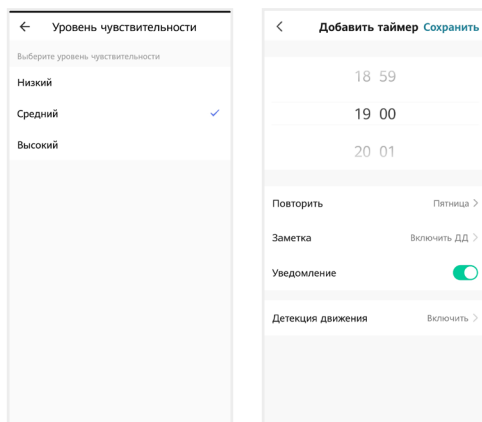 Уровень чувствительности
Выберите уровень чувствительности
Низкий
Средний
Высокий
Добавить таймер Сохранить
18 59
19 00
20 01
Повторить Пятница
Заметка Включить ДД
Уведомление
Детекция движения Включить